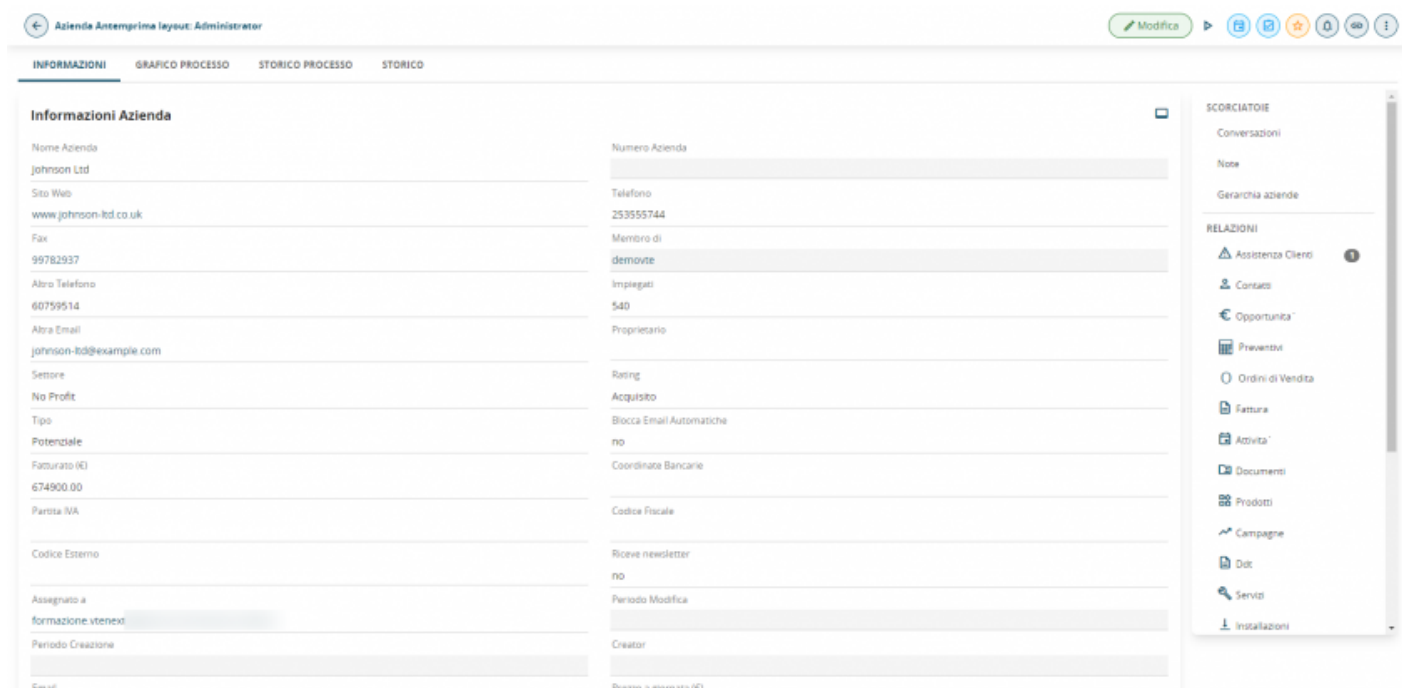 Azienda Antemprima layout: Administrator
Modifica
INFORMAZIONI GRAFICO PROCESSO STORICO PROCESSO STORICO
Informazioni Azienda
Nome Azienda Numero Azienda
Johnson Ltd
Sito Web Telefono
www.johnson-ltd.co.uk 253555744
Fax Membro di
99782937 demovte
Altro Telefono Impiegati
60759514 540
Altra Email Proprietario
johnson-ltd@example.com
Settore Rating
No Profit Acquisito
Tipo Blocca Email Automatiche
Potenziale no
Fatturato (€) Coordinate Bancarie
674900.00
Partita IVA Codice Fiscale
Codice Esterno Riceve newsletter
no
Assegnato a Periodo Modifica
formazione.vtenext
Periodo Creazione Creator
Email Prezzo a giornata (€)
SCORCIATOIE
Conversazioni
Note
Gerarchia aziende
RELAZIONI
Assistenza Clienti 1
Contatti
Opportunita`
Preventivi
Ordini di Vendita
Fattura
Attivita`
Documenti
Prodotti
Campagne
Ddt
Servizi
Installazioni